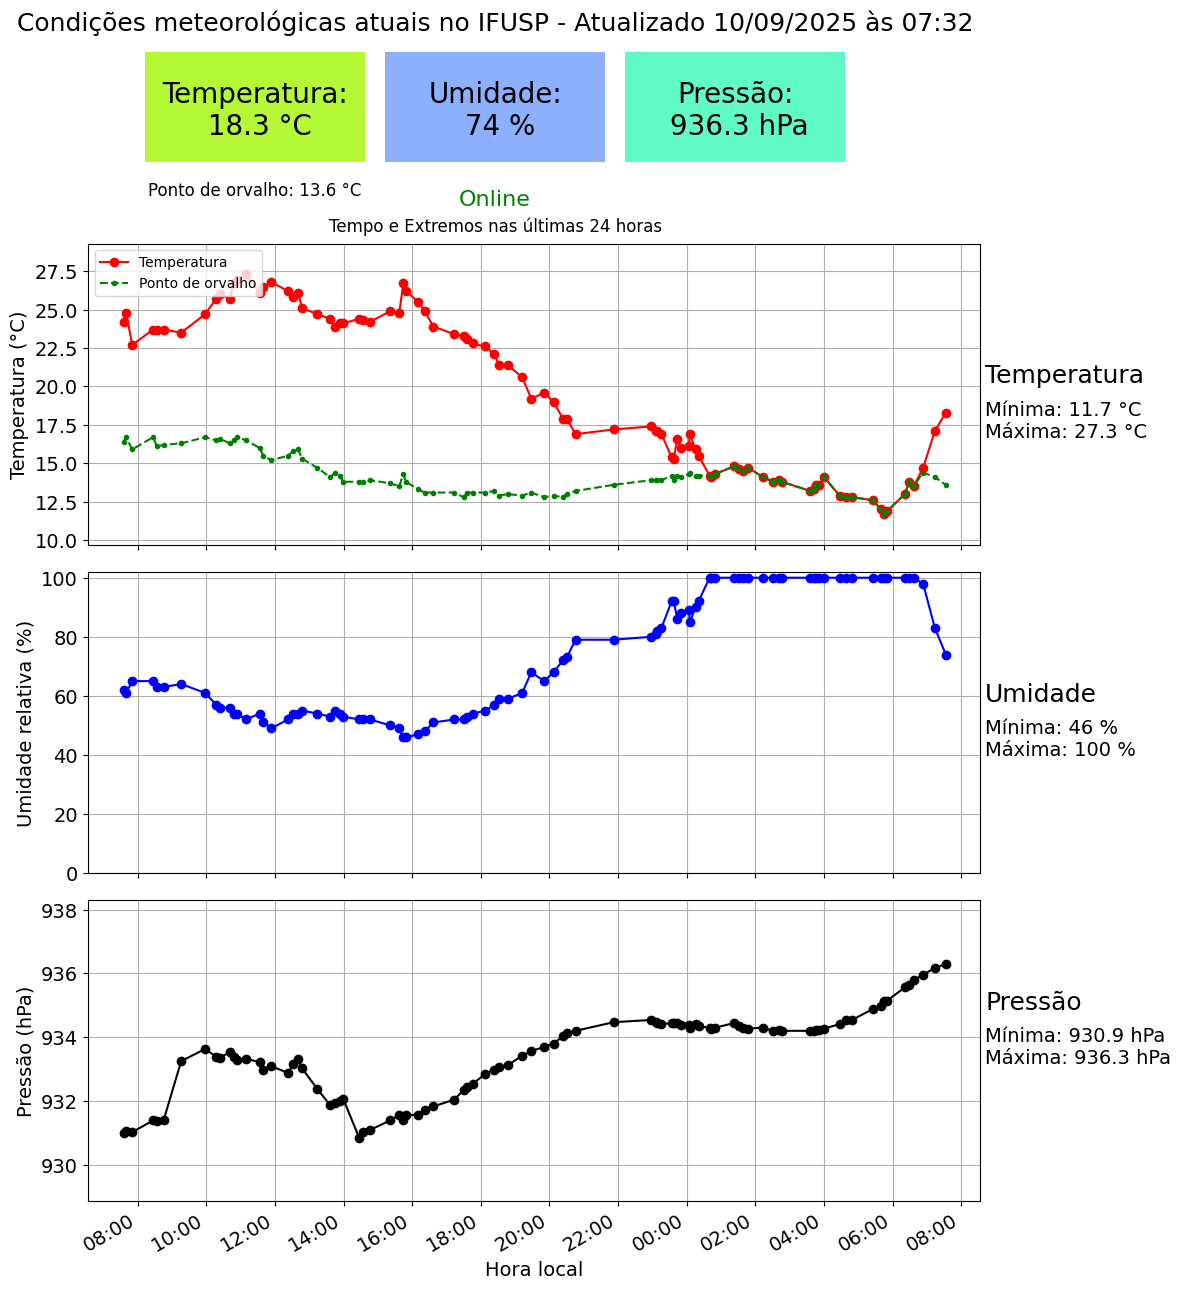 Condições meteorológicas atuais no IFUSP - Atualizado 10/09/2025 às 07:32
Temperatura:
18.3 °C
Umidade:
74 %
Pressão:
936.3 hPa
Ponto de orvalho: 13.6 °C
Online
Tempo e Extremos nas últimas 24 horas
Temperatura
Ponto de orvalho
Temperatura (°C)
27.5
25.0
22.5
20.0
17.5
15.0
12.5
10.0
Temperatura
Mínima: 11.7 °C
Máxima: 27.3 °C
Umidade relativa (%)
100
80
60
40
20
0
Umidade
Mínima: 46 %
Máxima: 100 %
Pressão (hPa)
938
936
934
932
930
Pressão
Mínima: 930.9 hPa
Máxima: 936.3 hPa
08:00 10:00 12:00 14:00 16:00 18:00 20:00 22:00 00:00 02:00 04:00 06:00 08:00
Hora local